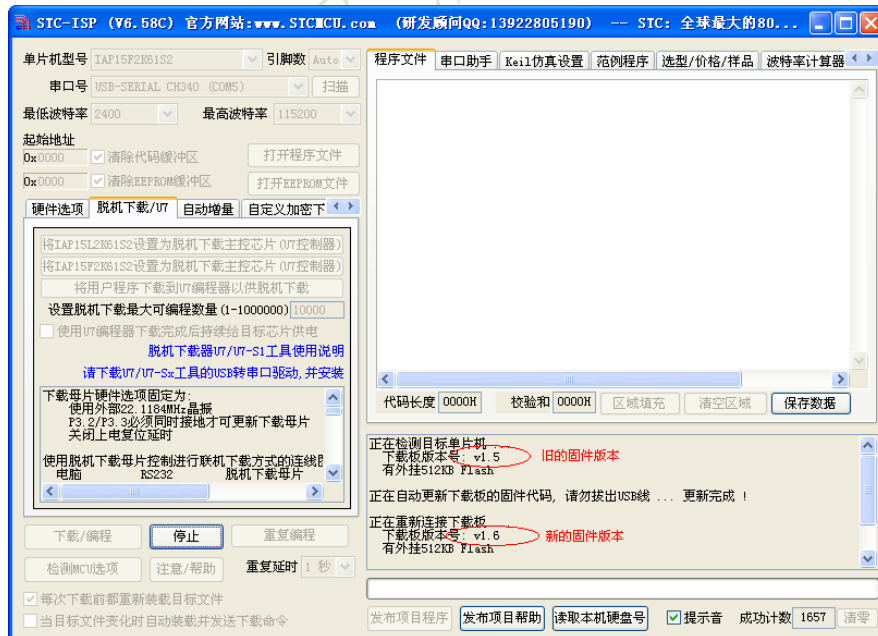 STC-ISP (V6.58C) 官方网站:www.STCMCU.com (研发顾问QQ:13922805190) -- STC: 全球最大的80...
单片机型号 IAP15F2K61S2 引脚数 Auto
串口号 USB-SERIAL CH340 (COM5) 扫描
最低波特率 2400 最高波特率 115200
起始地址
0x0000 清除代码缓冲区 打开程序文件
0x0000 清除EEPROM缓冲区 打开EEPROM文件
硬件选项 脱机下载/U7 自动增量 自定义加密下
将IAP15L2K61S2设置为脱机下载主控芯片(U7控制器)
将IAP15F2K61S2设置为脱机下载主控芯片(U7控制器)
将用户程序下载到U7编程器以供脱机下载
设置脱机下载最大可编程数量(1-1000000) 10000
使用U7编程器下载完成后持续给目标芯片供电
脱机下载器U7/U7-S1工具使用说明
请下载U7/U7-Sx工具的USB转串口驱动,并安装
下载母片硬件选项固定为:
使用外部22.1184MHz晶振
P3.2/P3.3必须同时接地才可更新下载母片
关闭上电复位延时
使用脱机下载母片控制进行联机下载方式的连线
电脑 RS232 脱机下载母片
下载/编程 停止 重复编程
检测MCU选项 注意/帮助 重复延时 1 秒
每次下载前都重新装载目标文件
当目标文件变化时自动装载并发送下载命令
程序文件 串口助手 Keil仿真设置 范例程序 选型/价格/样品 波特率计算器
代码长度 0000H 校验和 0000H 区域填充 清空区域 保存数据
正在检测目标单片机 ...
下载板版本号: v1.5 旧的固件版本
有外挂512KB Flash
正在自动更新下载板的固件代码, 请勿拔出USB线 ... 更新完成 !
正在重新连接下载板
下载板版本号: v1.6 新的固件版本
有外挂512KB Flash
发布项目程序 发布项目帮助 读取本机硬盘号 提示音 成功计数 1657 清零